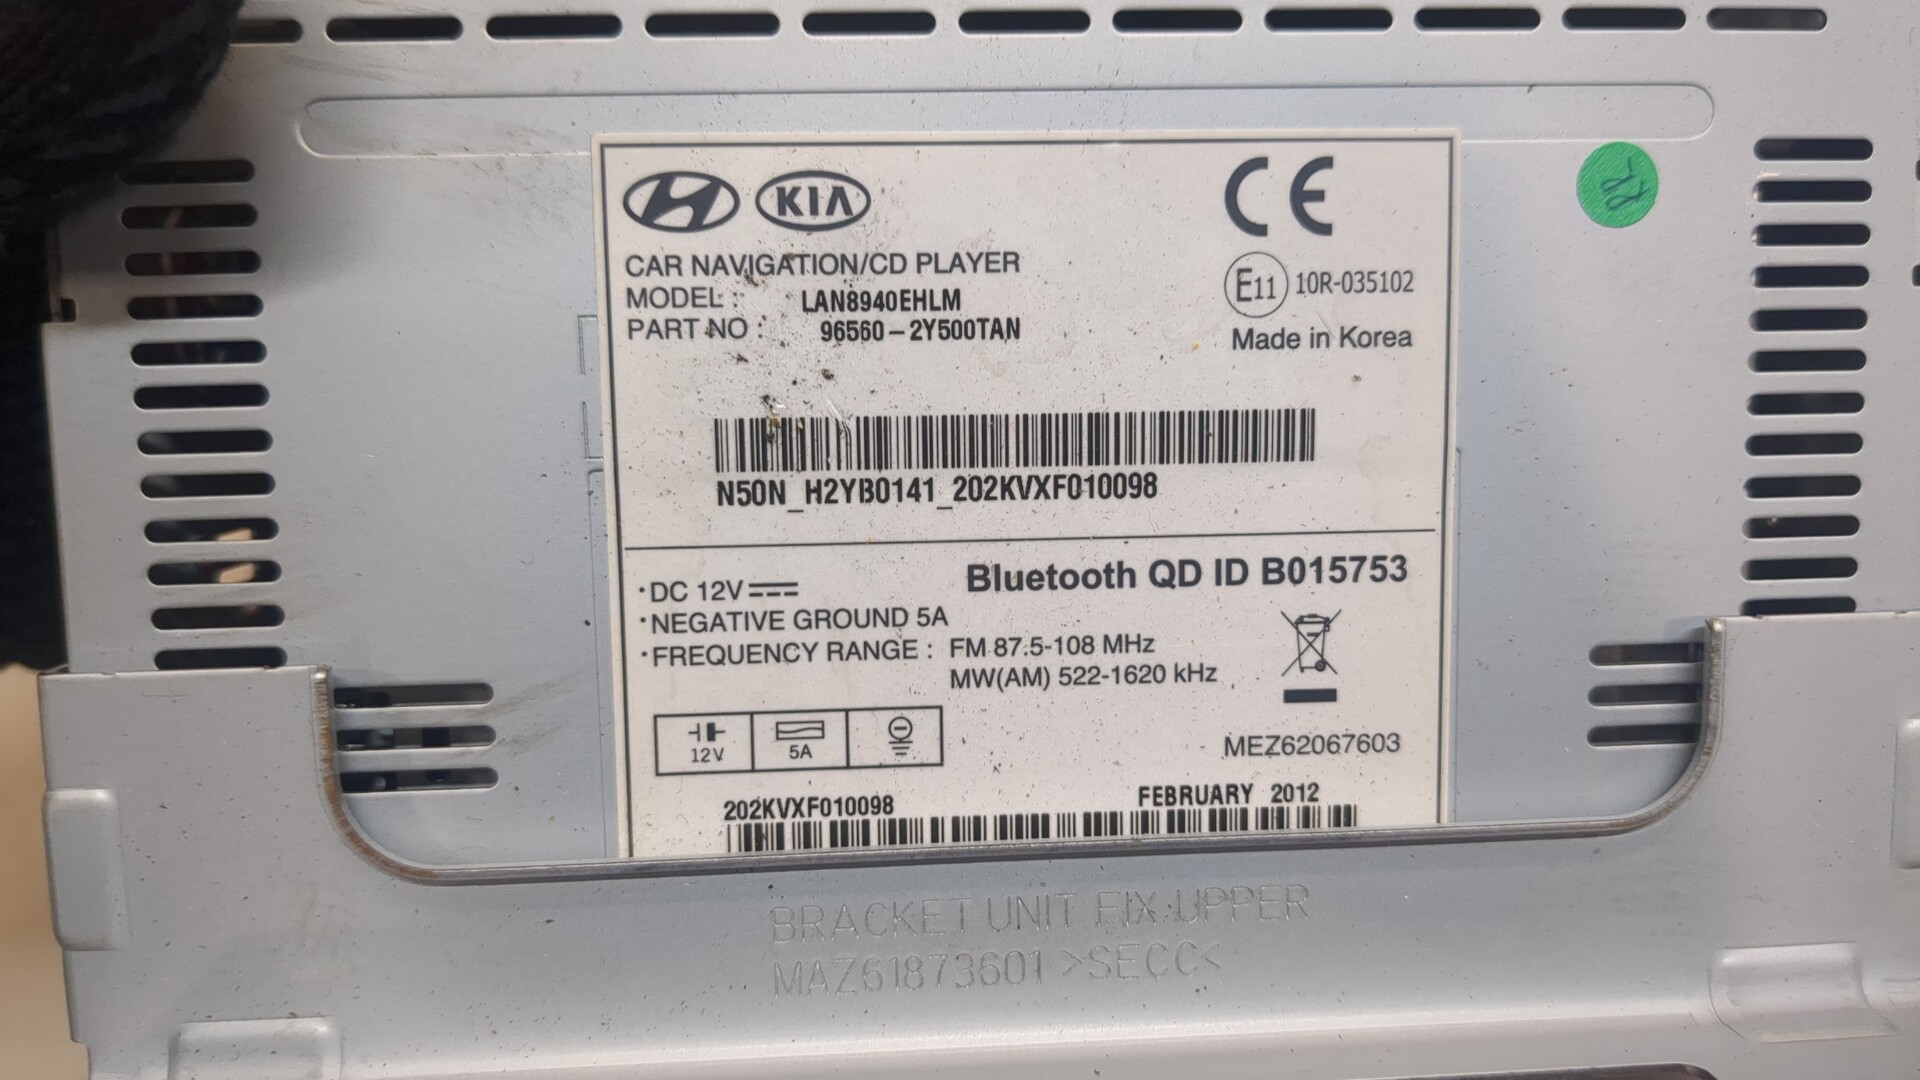 KIA
CE
CAR NAVIGATION/CD PLAYER
MODEL : LAN8940EHLM
PART NO : 96560-2Y500TAN
E11 10R-035102
Made in Korea
N50N_H2YB0141_202KVXF010098
Bluetooth QD ID B015753
·DC 12V
·NEGATIVE GROUND 5A
·FREQUENCY RANGE : FM 87.5-108 MHz
MW(AM) 522-1620 kHz
12V 5A
MEZ62067603
202KVXF010098 FEBRUARY 2012
BRACKET UNIT FIX:UPPER
MAZ61873601 >SECC<